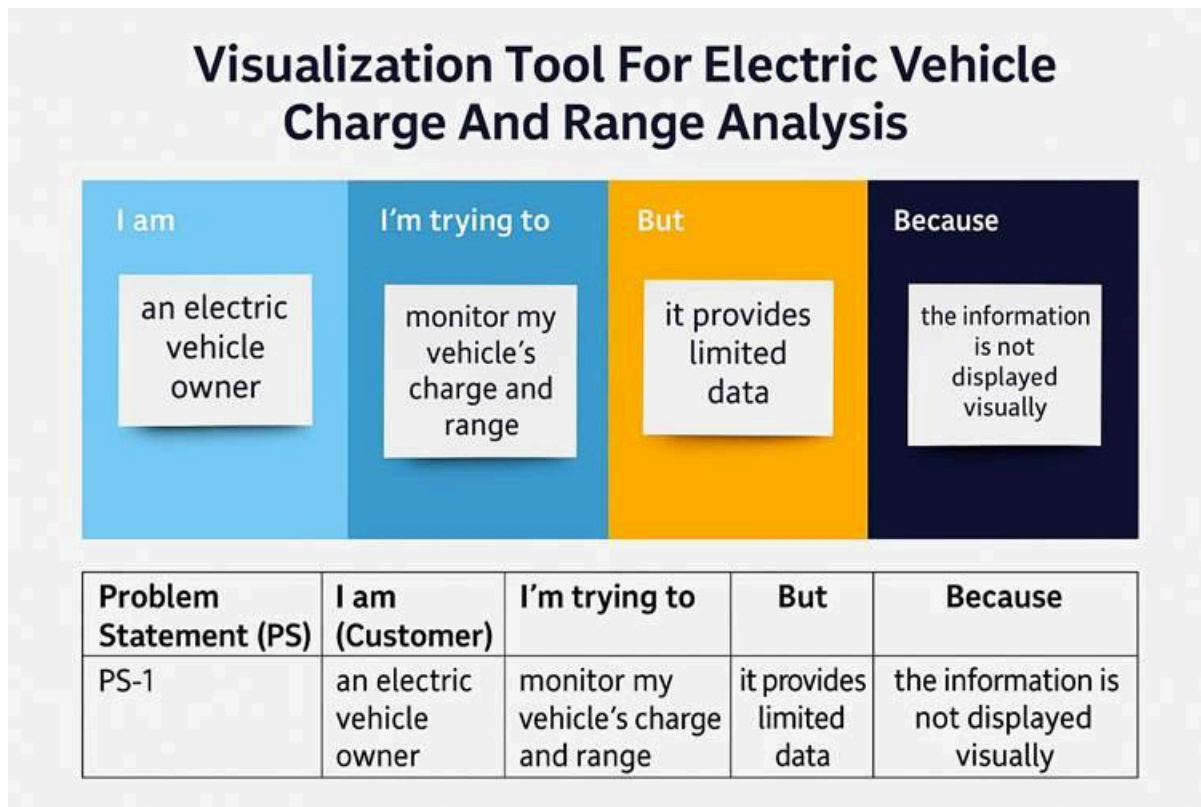 Visualization Tool For Electric Vehicle
Charge And Range Analysis
I am
an electric
vehicle
owner
I'm trying to
monitor my
vehicle's
charge and
range
But
it provides
limited
data
Because
the information
is not
displayed
visually
Problem
Statement (PS)
I am
(Customer)
I'm trying to
But
Because
PS-1
an electric
vehicle
owner
monitor my
vehicle's charge
and range
it provides
limited
data
the information is
not displayed
visually